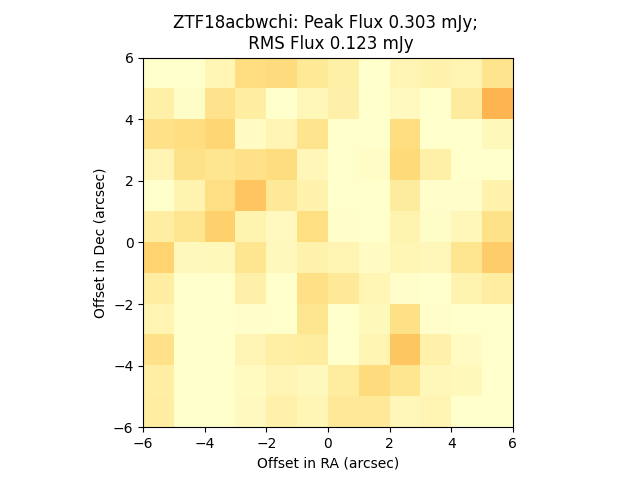 ZTF18acbwchi: Peak Flux 0.303 mJy;
RMS Flux 0.123 mJy
6
4
2
0
−2
−4
−6
Offset in Dec (arcsec)
−6 −4 −2 0 2 4 6
Offset in RA (arcsec)